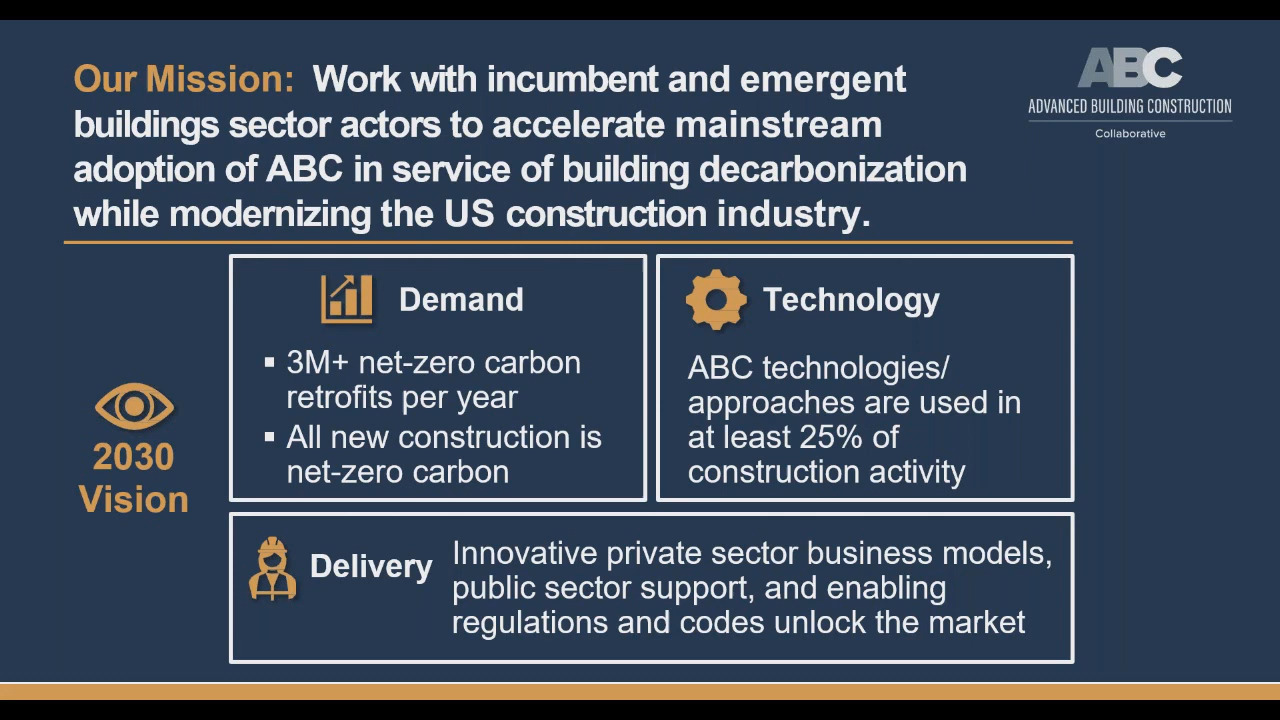 Our Mission: Work with incumbent and emergent
buildings sector actors to accelerate mainstream
adoption of ABC in service of building decarbonization
while modernizing the US construction industry.
ABC
ADVANCED BUILDING CONSTRUCTION
Collaborative
2030
Vision
Demand
▪ 3M+ net-zero carbon
retrofits per year
▪ All new construction is
net-zero carbon
Technology
ABC technologies/
approaches are used in
at least 25% of
construction activity
Delivery
Innovative private sector business models,
public sector support, and enabling
regulations and codes unlock the market